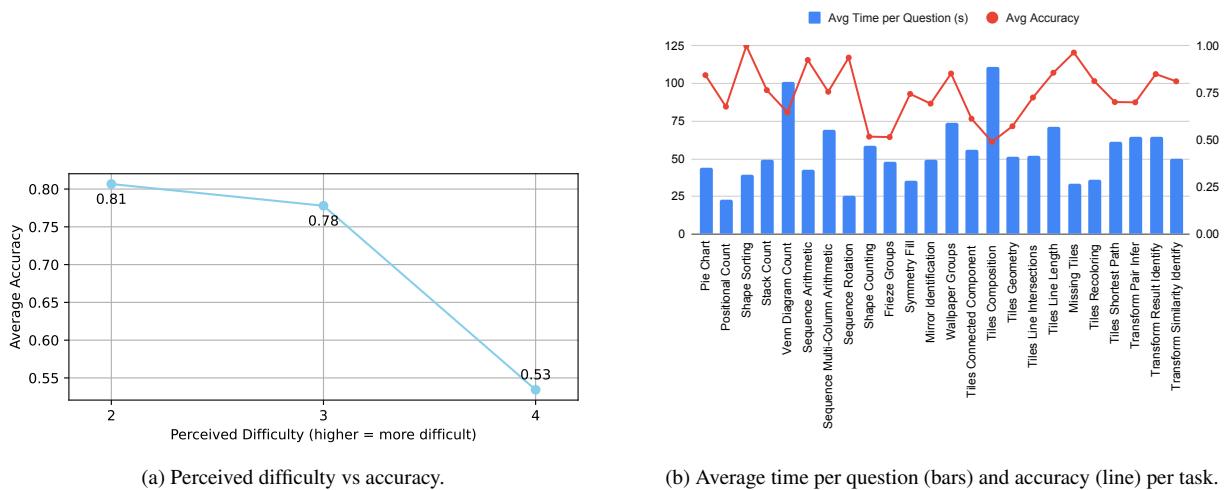 0.80
0.75
0.70
0.65
0.60
0.55
Average Accuracy
0.81
0.78
0.53
2 3 4
Perceived Difficulty (higher = more difficult)
(a) Perceived difficulty vs accuracy.
Avg Time per Question (s) Avg Accuracy
125
100
75
50
25
0
1.00
0.75
0.50
0.25
0.00
Pie Chart
Positional Count
Shape Sorting
Stack Count
Venn Diagram Count
Sequence Arithmetic
Sequence Multi-Column Arithmetic
Sequence Rotation
Shape Counting
Frieze Groups
Symmetry Fill
Mirror Identification
Wallpaper Groups
Tiles Connected Component
Tiles Composition
Tiles Geometry
Tiles Line Intersections
Tiles Line Length
Missing Tiles
Tiles Recoloring
Tiles Shortest Path
Transform Pair Infer
Transform Result Identify
Transform Similarity Identify
(b) Average time per question (bars) and accuracy (line) per task.